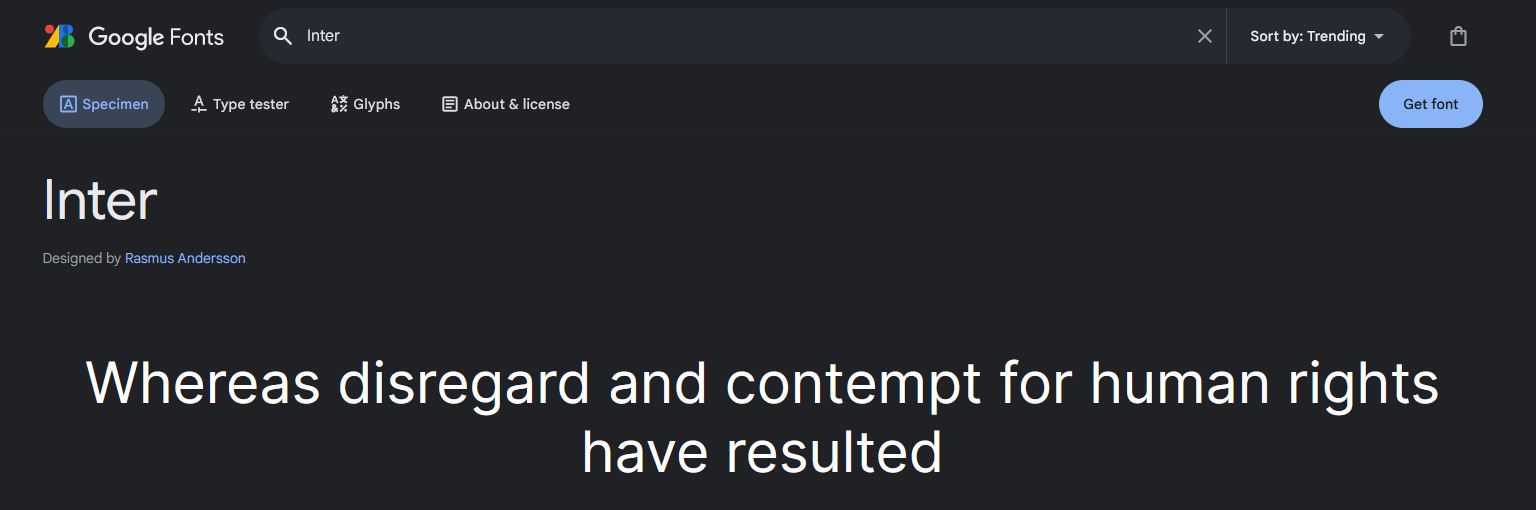 Google Fonts
Inter
Sort by: Trending
Specimen
Type tester
Glyphs
About & license
Get font
Inter
Designed by Rasmus Andersson
Whereas disregard and contempt for human rights
have resulted